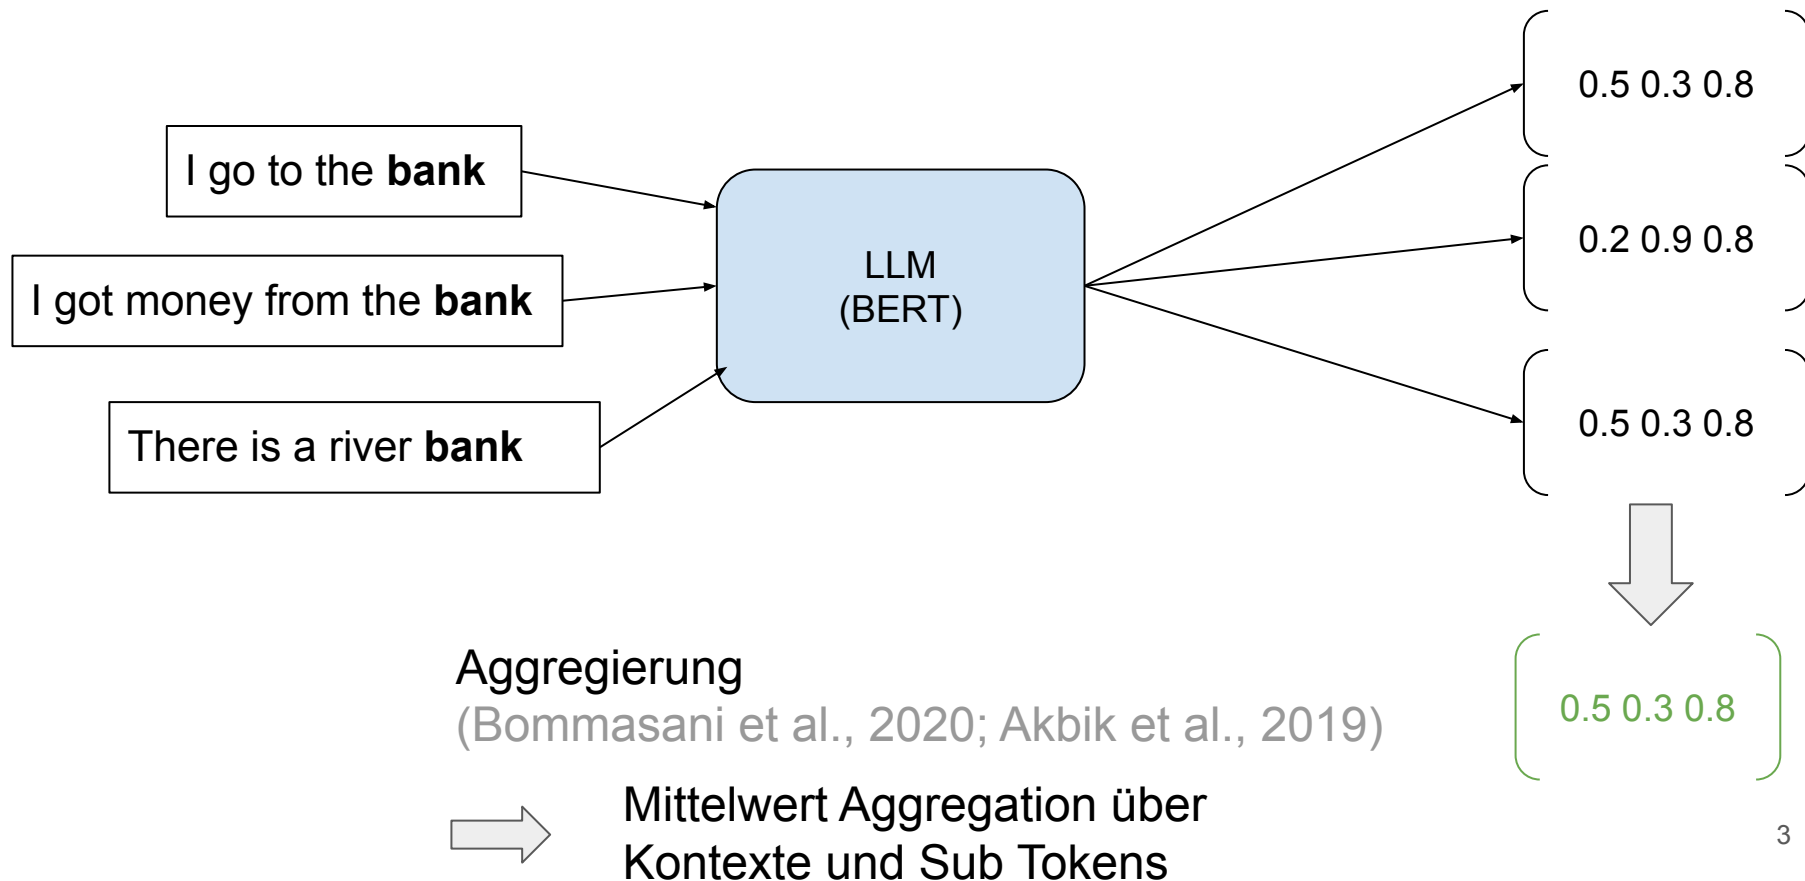 I go to the bank
I got money from the bank
There is a river bank
LLM
(BERT)
0.5 0.3 0.8
0.2 0.9 0.8
0.5 0.3 0.8
0.5 0.3 0.8
Aggregierung
(Bommasani et al., 2020; Akbik et al., 2019)
Mittelwert Aggregation über
Kontexte und Sub Tokens
3